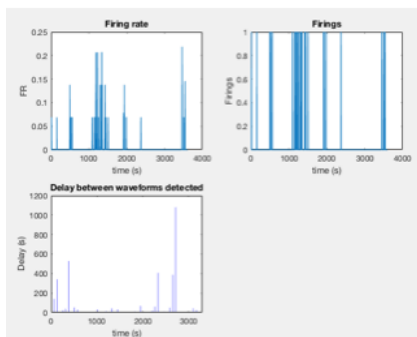 Firing rate
0.25
0.2
0.15
0.1
0.05
0
FR
0 1000 2000 3000 4000
time (s)
Firings
1
0.8
0.6
0.4
0.2
0
Firings
0 1000 2000 3000 4000
time (s)
Delay between waveforms detected
1200
1000
800
600
400
200
0
Delay (s)
0 1000 2000 3000
time (s)